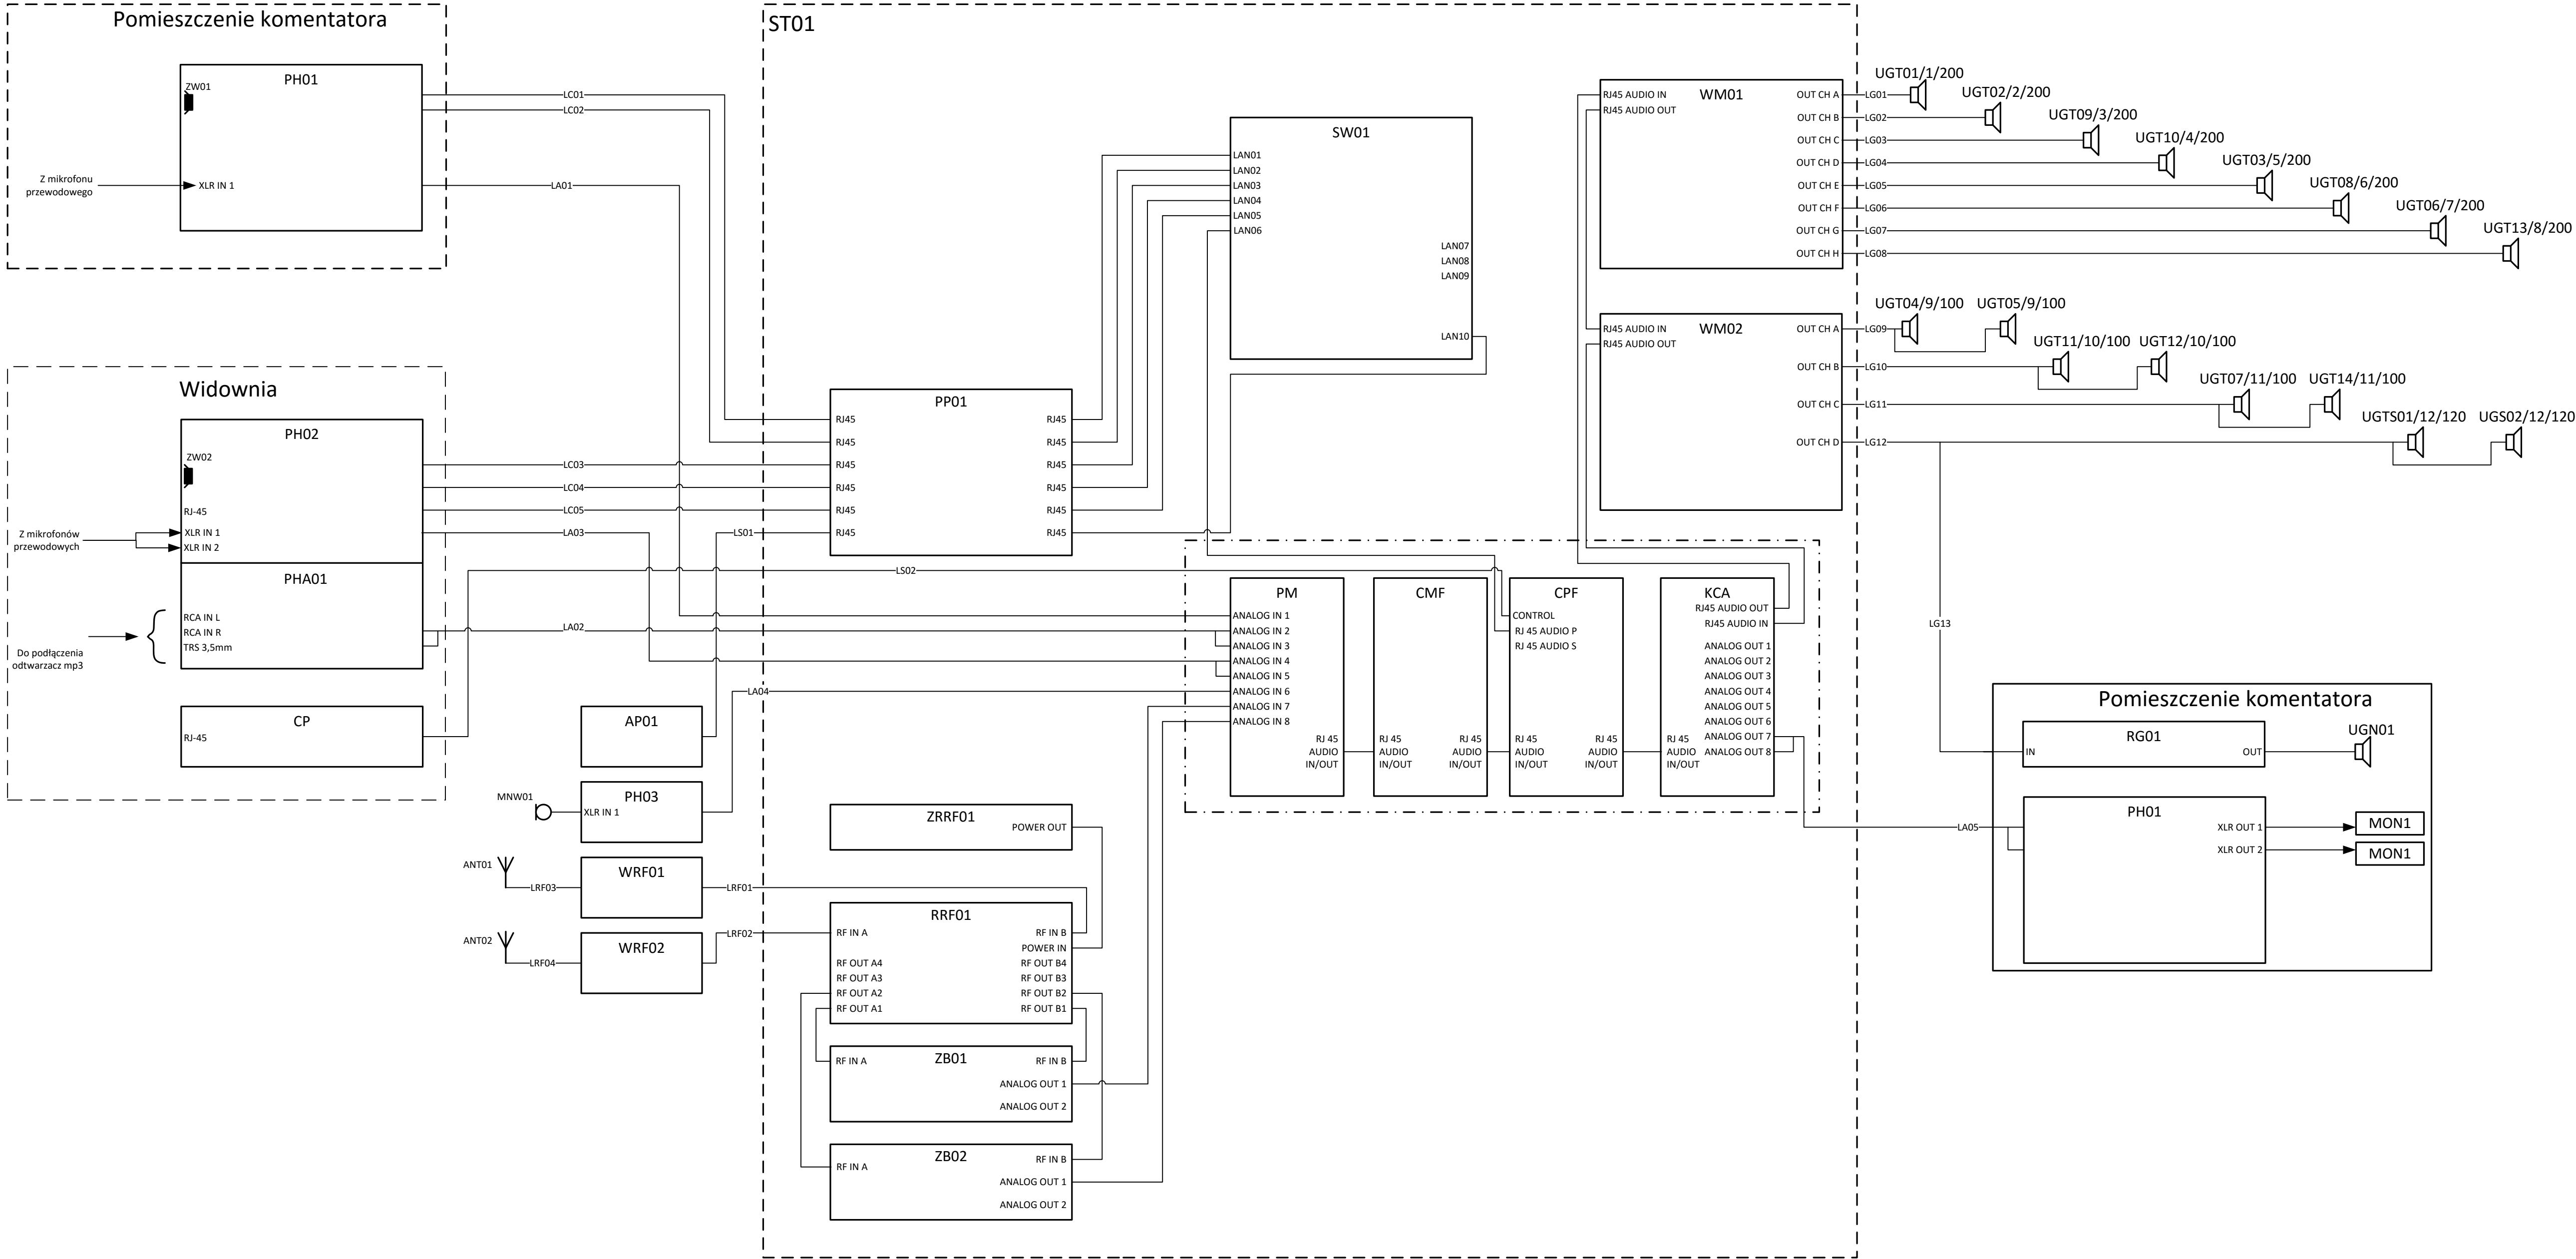 Pomieszczenie komentatora
PH01
ZW01
Z mikrofonu
przewodowego
XLR IN 1
LC01
LC02
LA01
Widownia
PH02
ZW02
RJ-45
Z mikrofonów
przewodowych
XLR IN 1
XLR IN 2
PHA01
RCA IN L
RCA IN R
TRS 3,5mm
Do podłączenia
odtwarzacz mp3
CP
RJ-45
LC03
LC04
LC05
LA03
LS01
LS02
LA02
LA04
AP01
MNW01
PH03
XLR IN 1
ANT01
LRF03
WRF01
LRF01
ANT02
LRF04
WRF02
LRF02
ST01
PP01
RJ45
RJ45
RJ45
RJ45
RJ45
RJ45
RJ45
RJ45
RJ45
RJ45
RJ45
RJ45
SW01
LAN01
LAN02
LAN03
LAN04
LAN05
LAN06
LAN07
LAN08
LAN09
LAN10
WM01
RJ45 AUDIO IN
RJ45 AUDIO OUT
OUT CH A
OUT CH B
OUT CH C
OUT CH D
OUT CH E
OUT CH F
OUT CH G
OUT CH H
WM02
RJ45 AUDIO IN
RJ45 AUDIO OUT
OUT CH A
OUT CH B
OUT CH C
OUT CH D
PM
ANALOG IN 1
ANALOG IN 2
ANALOG IN 3
ANALOG IN 4
ANALOG IN 5
ANALOG IN 6
ANALOG IN 7
ANALOG IN 8
RJ 45
AUDIO
IN/OUT
CMF
RJ 45
AUDIO
IN/OUT
RJ 45
AUDIO
IN/OUT
CPF
CONTROL
RJ 45 AUDIO P
RJ 45 AUDIO S
RJ 45
AUDIO
IN/OUT
RJ 45
AUDIO
IN/OUT
KCA
RJ45 AUDIO OUT
RJ45 AUDIO IN
ANALOG OUT 1
ANALOG OUT 2
ANALOG OUT 3
ANALOG OUT 4
ANALOG OUT 5
ANALOG OUT 6
ANALOG OUT 7
ANALOG OUT 8
RJ 45
AUDIO
IN/OUT
ZRRF01
POWER OUT
RRF01
RF IN A
RF OUT A4
RF OUT A3
RF OUT A2
RF OUT A1
RF IN B
POWER IN
RF OUT B4
RF OUT B3
RF OUT B2
RF OUT B1
ZB01
RF IN A
RF IN B
ANALOG OUT 1
ANALOG OUT 2
ZB02
RF IN A
RF IN B
ANALOG OUT 1
ANALOG OUT 2
LG01
UGT01/1/200
LG02
UGT02/2/200
LG03
UGT09/3/200
LG04
UGT10/4/200
LG05
UGT03/5/200
LG06
UGT08/6/200
LG07
UGT06/7/200
LG08
UGT13/8/200
LG09
UGT04/9/100 UGT05/9/100
LG10
UGT11/10/100 UGT12/10/100
LG11
UGT07/11/100 UGT14/11/100
LG12
UGTS01/12/120 UGS02/12/120
LG13
LA05
Pomieszczenie komentatora
RG01
IN
OUT
UGN01
PH01
XLR OUT 1
XLR OUT 2
MON1
MON1